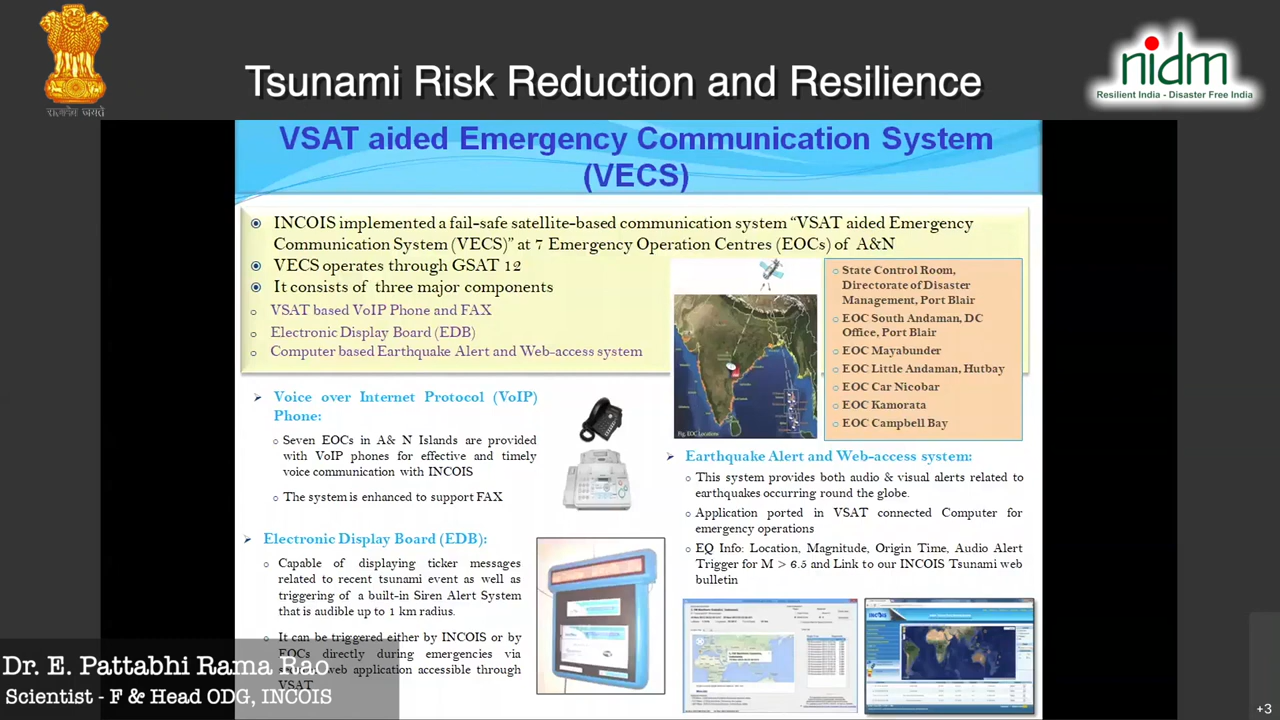 सत्यमेव जयते
Tsunami Risk Reduction and Resilience
nidm
Resilient India - Disaster Free India
VSAT aided Emergency Communication System
(VECS)
INCOIS implemented a fail-safe satellite-based communication system “VSAT aided Emergency
Communication System (VECS)” at 7 Emergency Operation Centres (EOCs) of A&N
VECS operates through GSAT 12
It consists of three major components
VSAT based VoIP Phone and FAX
Electronic Display Board (EDB)
Computer based Earthquake Alert and Web-access system
State Control Room,
Directorate of Disaster
Management, Port Blair
EOC South Andaman, DC
Office, Port Blair
EOC Mayabunder
EOC Little Andaman, Hutbay
EOC Car Nicobar
EOC Kamorata
EOC Campbell Bay
Fig. EOC Locations
Voice over Internet Protocol (VoIP)
Phone:
Seven EOCs in A& N Islands are provided
with VoIP phones for effective and timely
voice communication with INCOIS
The system is enhanced to support FAX
Electronic Display Board (EDB):
Capable of displaying ticker messages
related to recent tsunami event as well as
triggering of a built-in Siren Alert System
that is audible up to 1 km radius.
It can be triggered either by INCOIS or by
EOCs directly during emergencies via
web application accessible through
Earthquake Alert and Web-access system:
This system provides both audio & visual alerts related to
earthquakes occurring round the globe.
Application ported in VSAT connected Computer for
emergency operations
EQ Info: Location, Magnitude, Origin Time, Audio Alert
Trigger for M > 6.5 and Link to our INCOIS Tsunami web
bulletin
Dr. E. Pattabhi Rama Rao
entist - F & Head ODG, INCOIS
+3